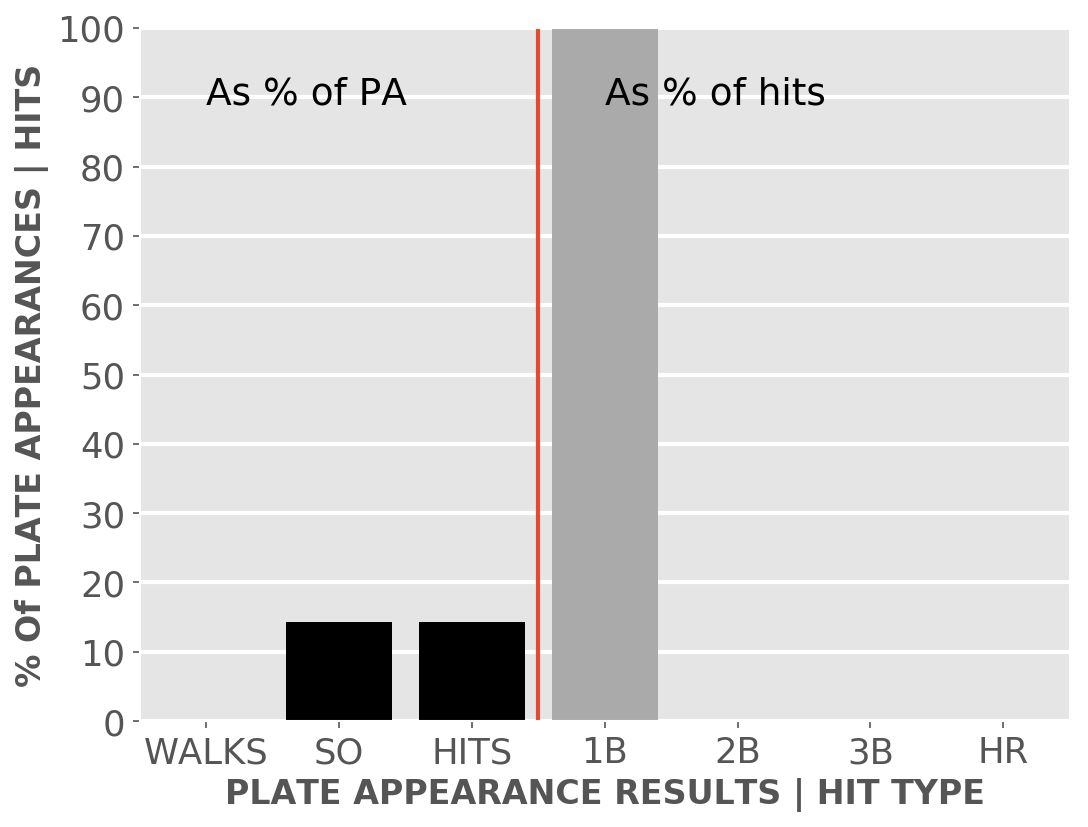 % Of PLATE APPEARANCES | HITS
100
90
80
70
60
50
40
30
20
10
0
As % of PA
As % of hits
WALKS SO HITS 1B 2B 3B HR
PLATE APPEARANCE RESULTS | HIT TYPE